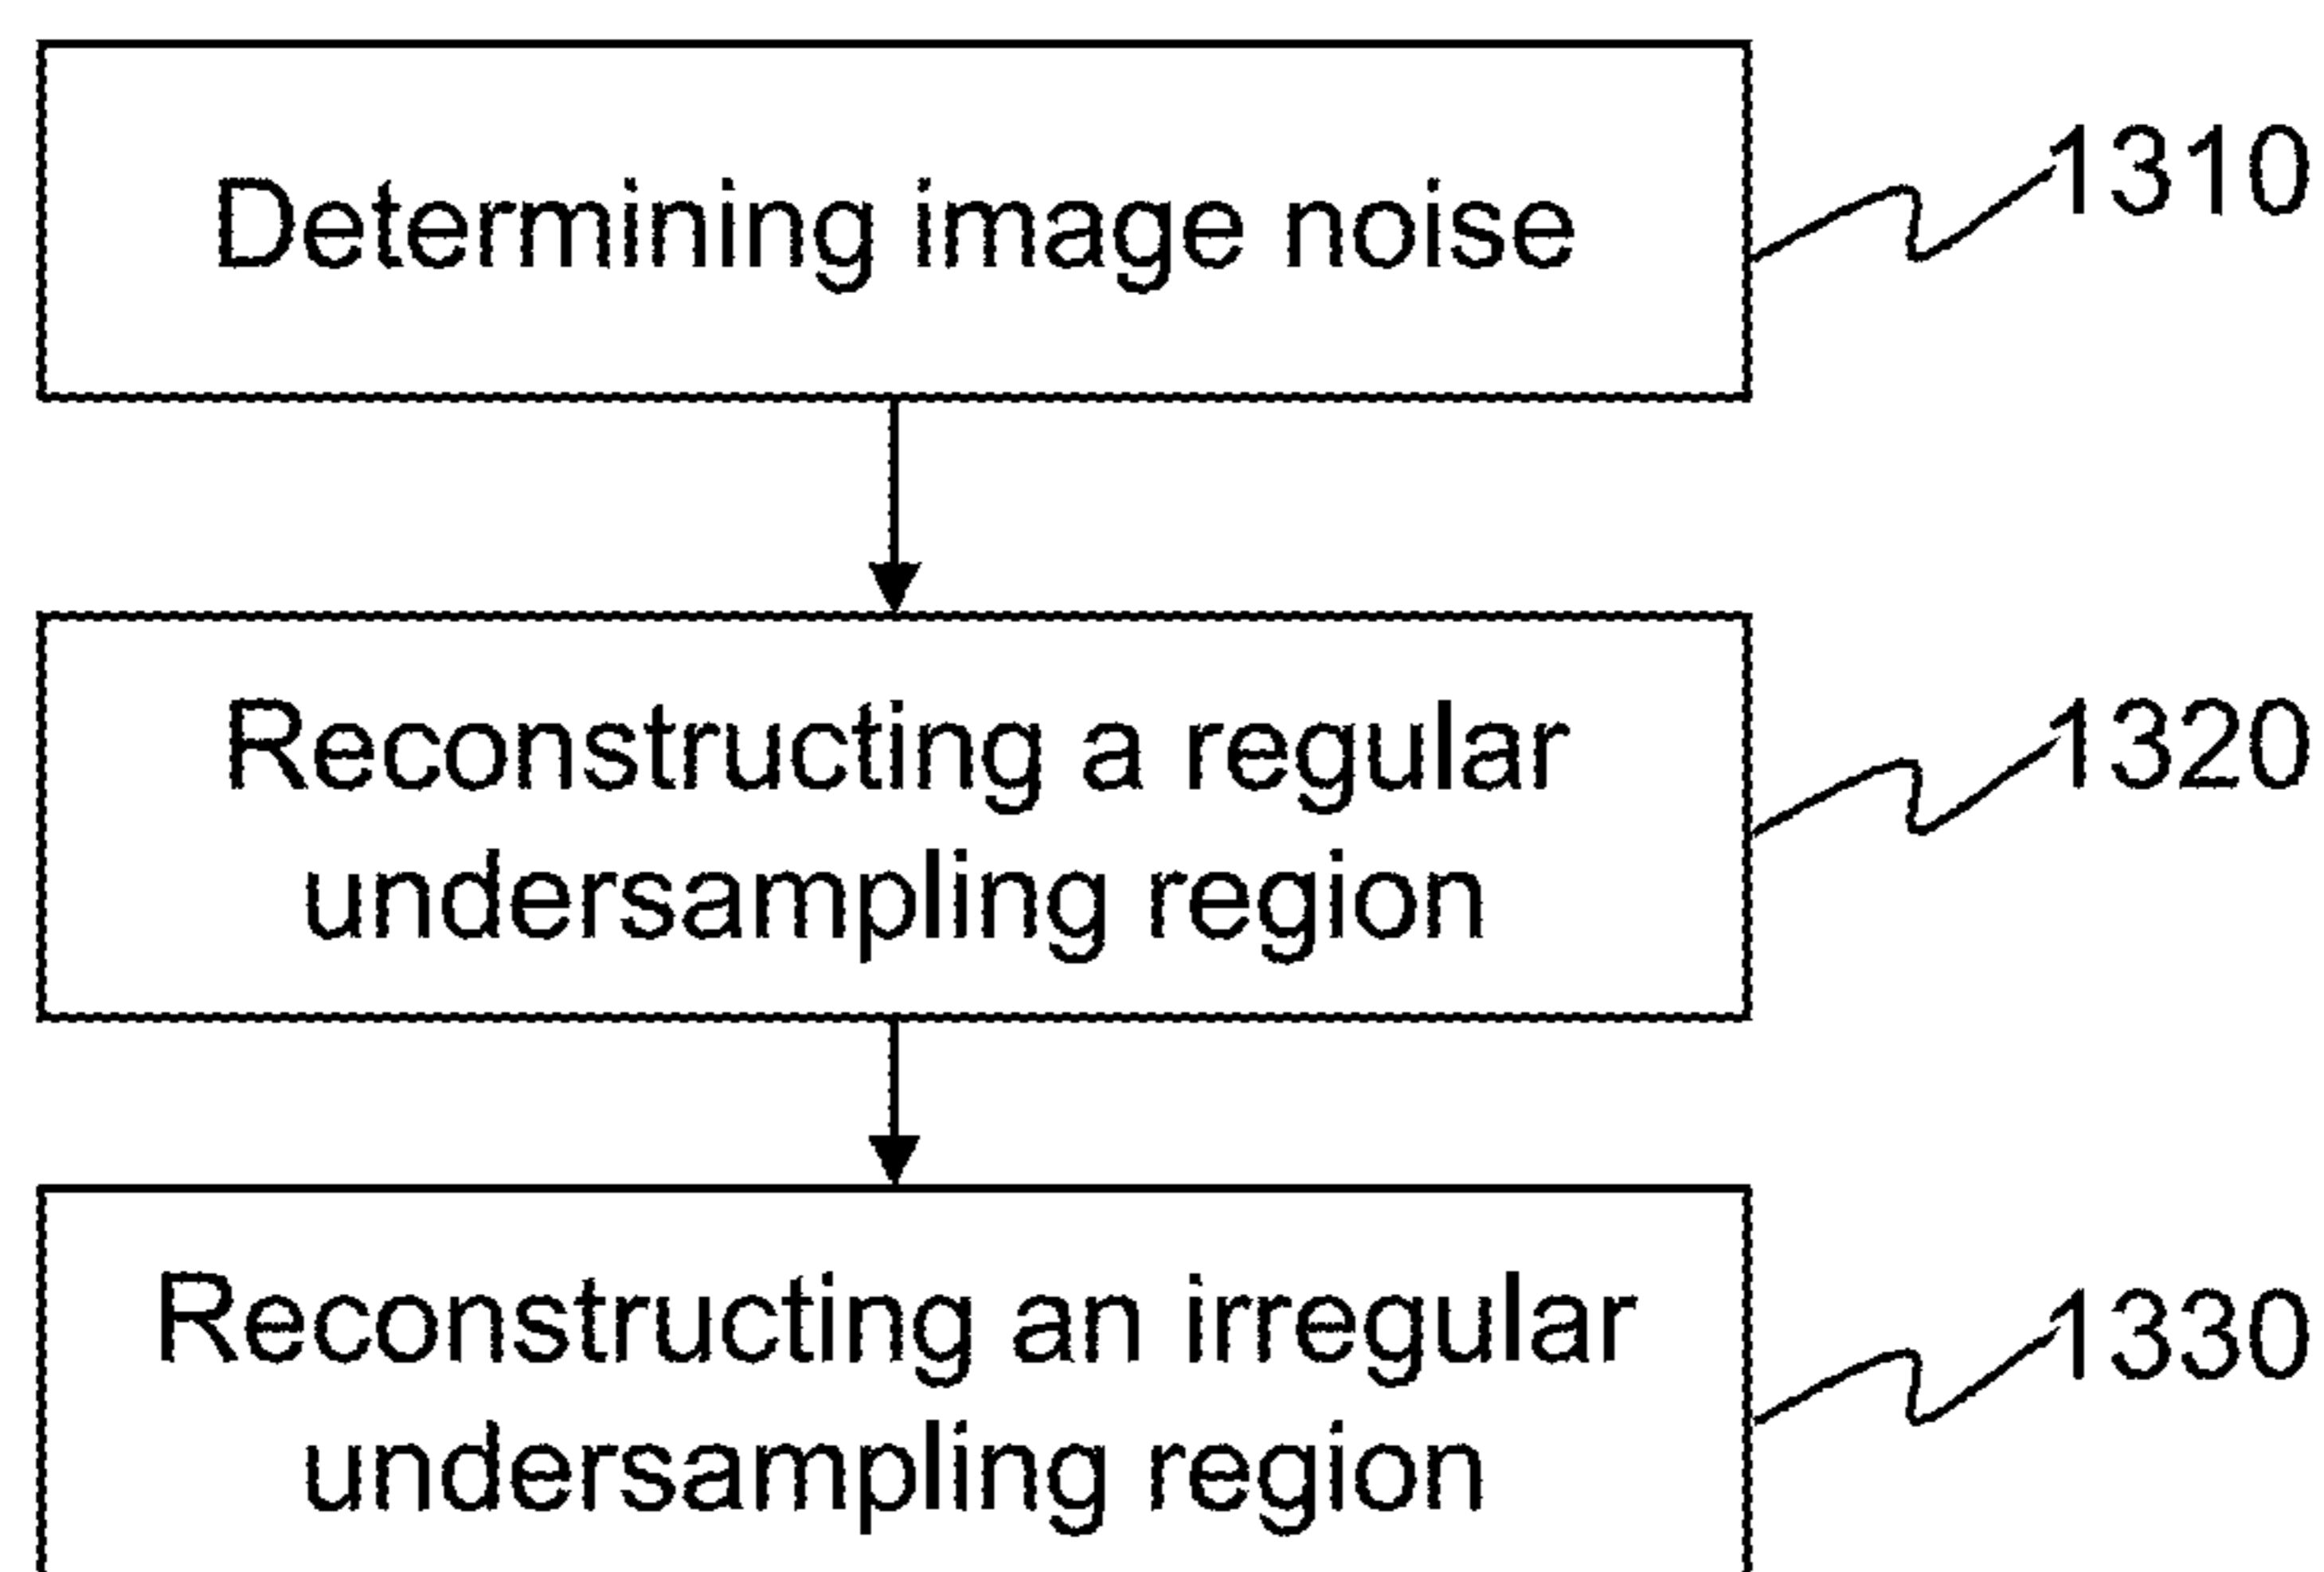 Determining image noise
1310
Reconstructing a regular
undersampling region
1320
Reconstructing an irregular
undersampling region
1330